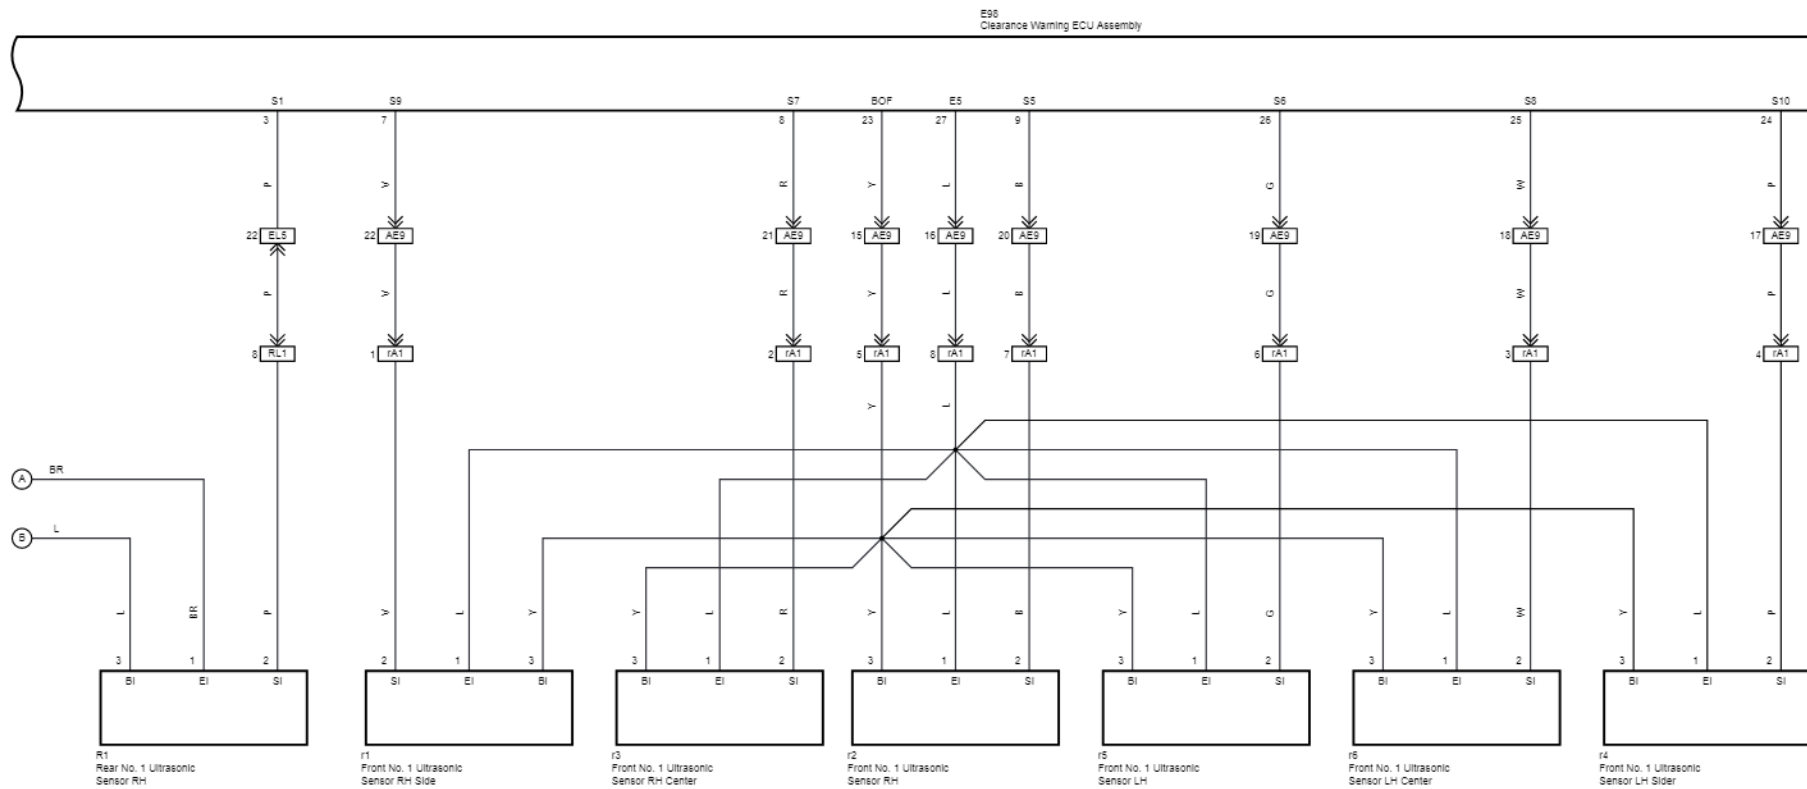 E98
Clearance Warning ECU Assembly
S1 S9 S7 BOF E5 S5 S6 S8 S10
3 7 8 23 27 9 26 25 24
P V R Y L B G W P
22 EL5 22 AE9 21 AE9 15 AE9 16 AE9 20 AE9 19 AE9 18 AE9 17 AE9
P V R Y L B G W P
8 RL1 1 rA1 2 rA1 5 rA1 8 rA1 7 rA1 6 rA1 3 rA1 4 rA1
Y L
A BR
B L
L BR P V L Y Y L R Y L B Y L G Y L W Y L P
3 1 2 2 1 3 3 1 2 3 1 2 3 1 2 3 1 2 3 1 2
BI EI SI SI EI BI BI EI SI BI EI SI BI EI SI BI EI SI BI EI SI
R1
Rear No. 1 Ultrasonic
Sensor RH
r1
Front No. 1 Ultrasonic
Sensor RH Side
r3
Front No. 1 Ultrasonic
Sensor RH Center
r2
Front No. 1 Ultrasonic
Sensor RH
r5
Front No. 1 Ultrasonic
Sensor LH
r6
Front No. 1 Ultrasonic
Sensor LH Center
r4
Front No. 1 Ultrasonic
Sensor LH Sider